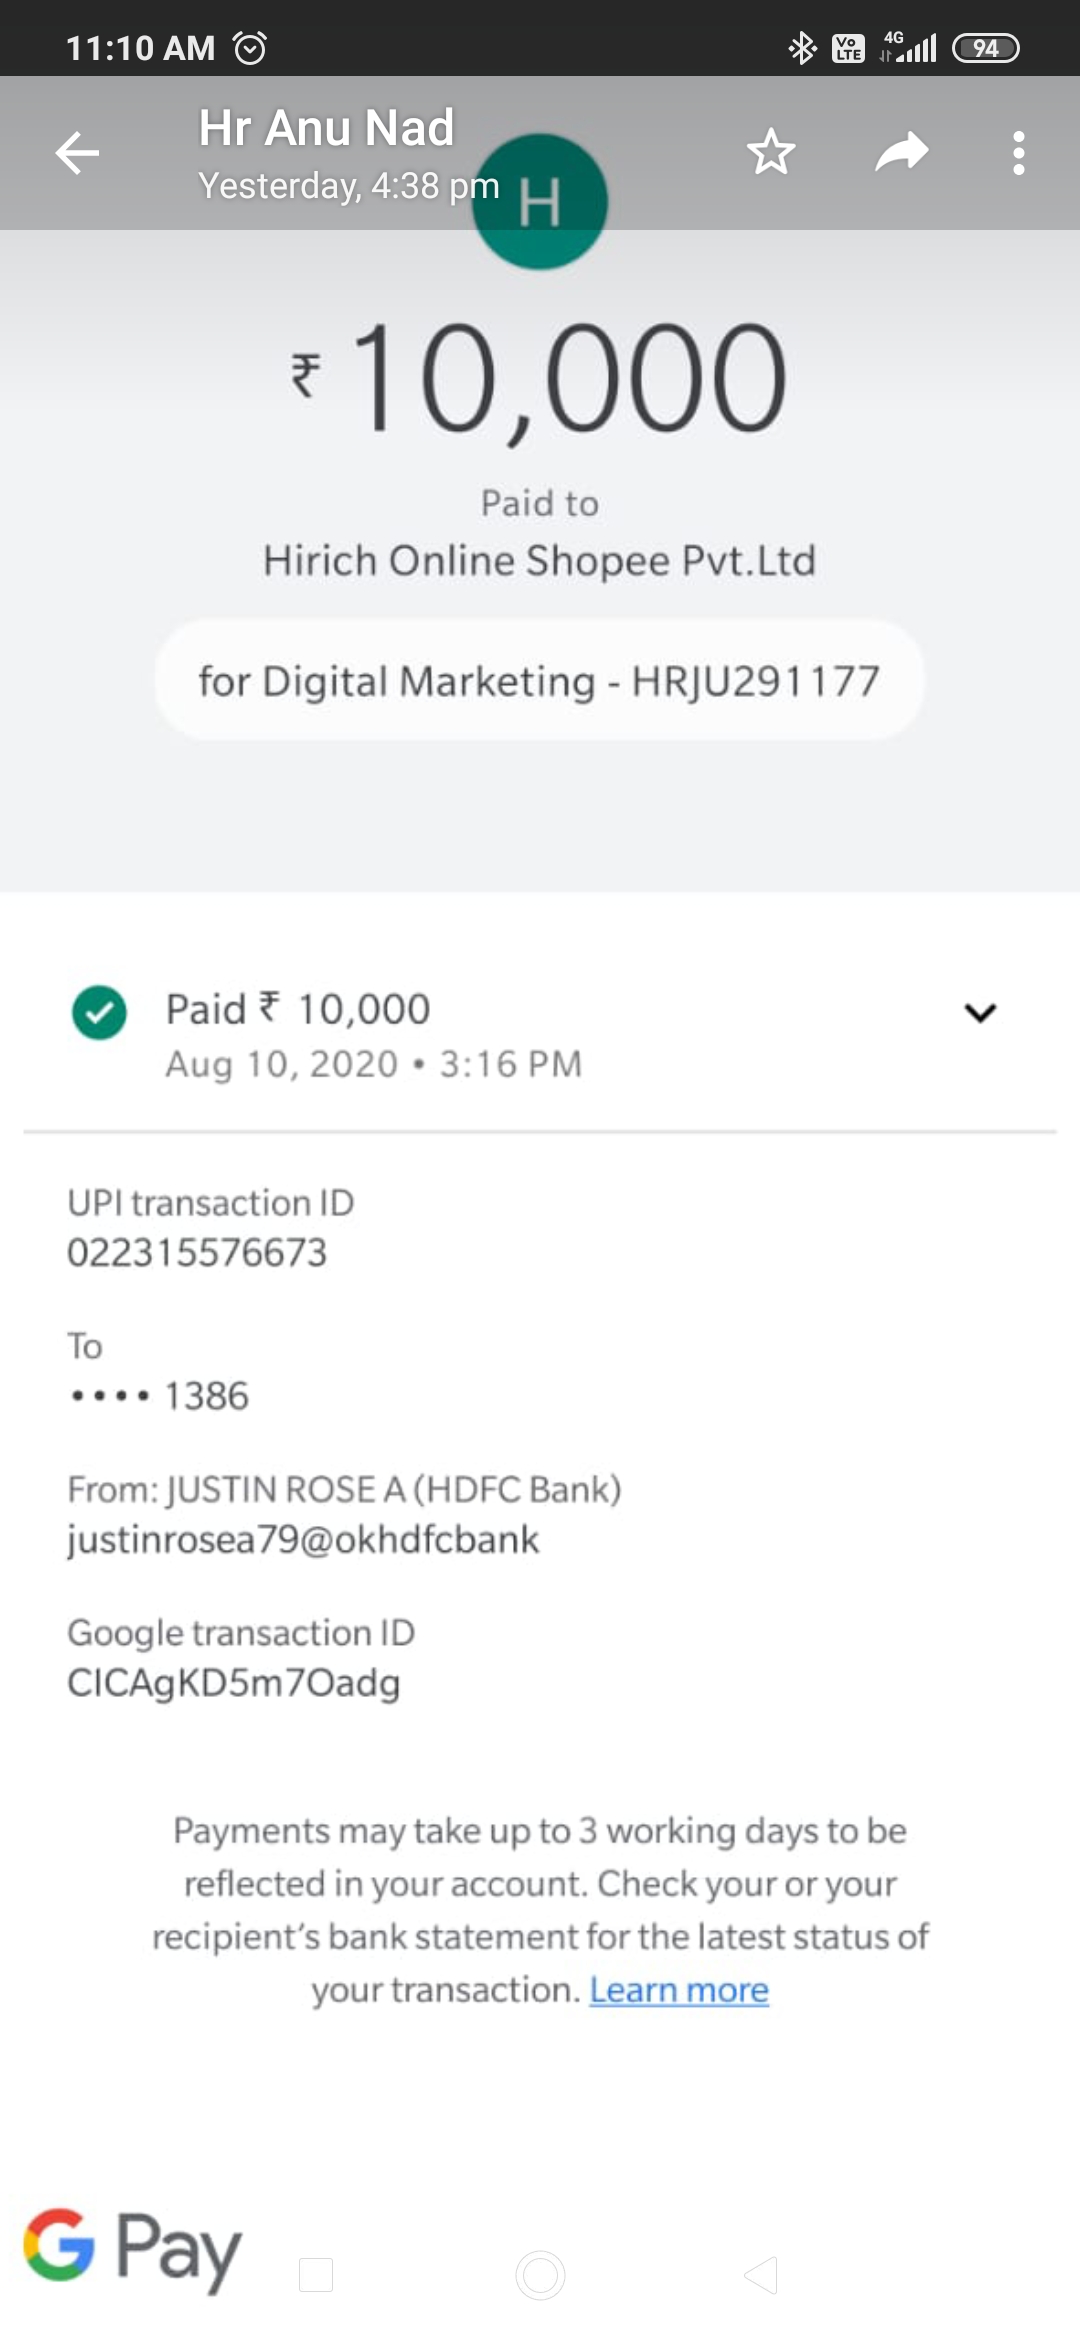 11:10 AM
Vo LTE 4G 94
Hr Anu Nad
Yesterday, 4:38 pm
H
₹10,000
Paid to
Hirich Online Shopee Pvt.Ltd
for Digital Marketing - HRJU291177
Paid ₹ 10,000
Aug 10, 2020 • 3:16 PM
UPI transaction ID
022315576673
To
•••• 1386
From: JUSTIN ROSE A (HDFC Bank)
justinrosea79@okhdfcbank
Google transaction ID
CICAgKD5m7Oadg
Payments may take up to 3 working days to be
reflected in your account. Check your or your
recipient's bank statement for the latest status of
your transaction. Learn more
G Pay